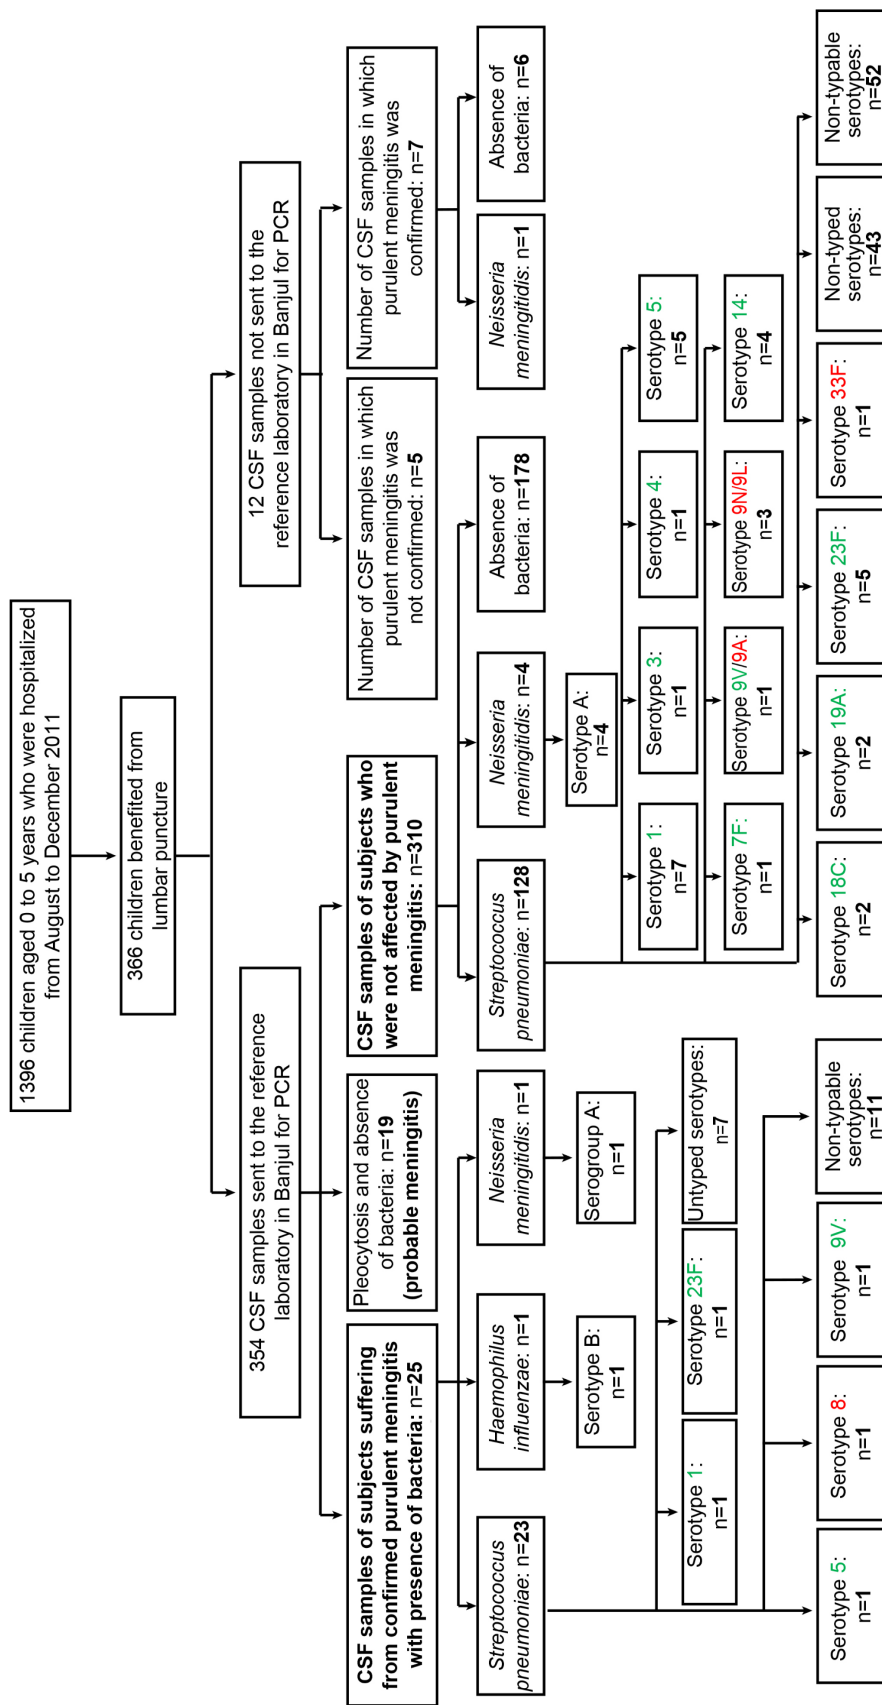 1396 children aged 0 to 5 years who were hospitalized
from August to December 2011
366 children benefited from
lumbar puncture
354 CSF samples sent to the reference
laboratory in Banjul for PCR
12 CSF samples not sent to the
reference laboratory in Banjul for PCR
CSF samples of subjects suffering
from confirmed purulent meningitis
with presence of bacteria: n=25
Pleocytosis and absence
of bacteria: n=19
(probable meningitis)
CSF samples of subjects who
were not affected by purulent
meningitis: n=310
Number of CSF samples in which
purulent meningitis was
not confirmed: n=5
Number of CSF samples in which
purulent meningitis was
confirmed: n=7
Streptococcus
pneumoniae: n=23
Haemophilus
influenzae: n=1
Neisseria
meningitidis: n=1
Streptococcus
pneumoniae: n=128
Neisseria
meningitidis: n=4
Absence of
bacteria: n=178
Neisseria
meningitidis: n=1
Absence of
bacteria: n=6
Serotype B:
n=1
Serogroup A:
n=1
Serotype A:
n=4
Serotype 1:
n=1
Serotype 23F:
n=1
Untyped serotypes:
n=7
Serotype 1:
n=7
Serotype 3:
n=1
Serotype 4:
n=1
Serotype 5:
n=5
Serotype 7F:
n=1
Serotype 9V/9A:
n=1
Serotype 9N/9L:
n=3
Serotype 14:
n=4
Serotype 5:
n=1
Serotype 8:
n=1
Serotype 9V:
n=1
Non-typable
serotypes:
n=11
Serotype 18C:
n=2
Serotype 19A:
n=2
Serotype 23F:
n=5
Serotype 33F:
n=1
Non-typed
serotypes:
n=43
Non-typable
serotypes:
n=52